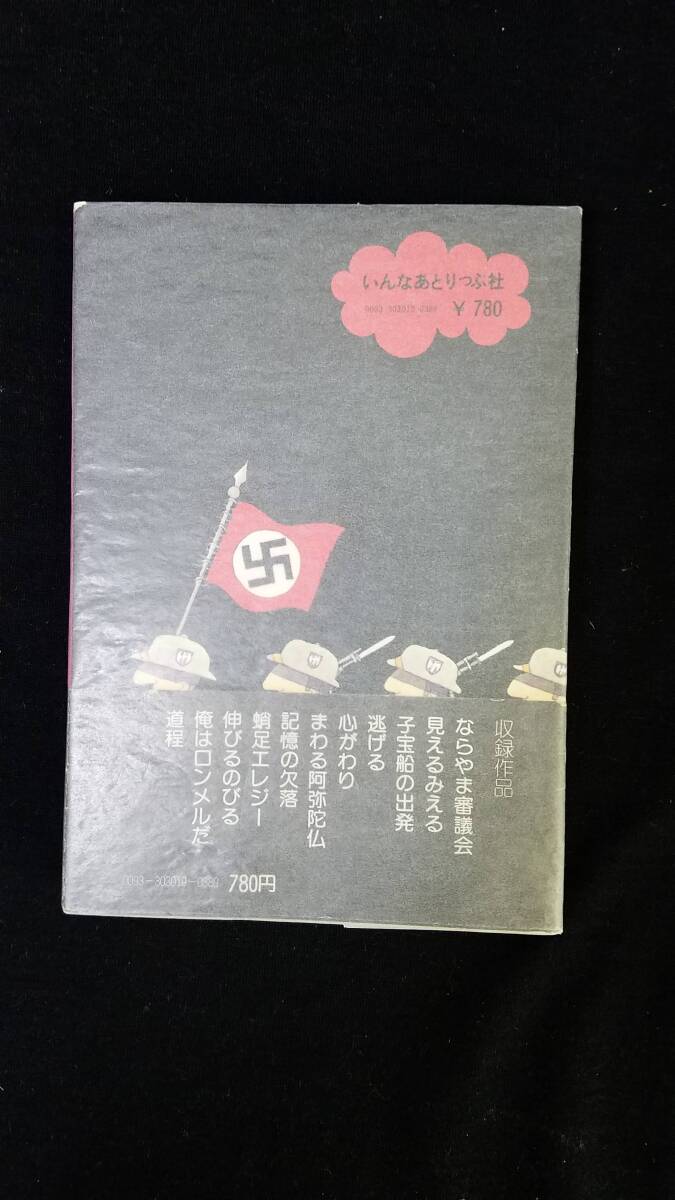 いんなあとりっぷ社
0093-303010-0389 ¥ 780
収録作品
ならやま審議会
見えるみえる
子宝船の出発
逃げる
心がわり
まわる阿弥陀仏
記憶の欠落
蛸足エレジー
伸びるのびる
俺はロンメルだ
道程
780円